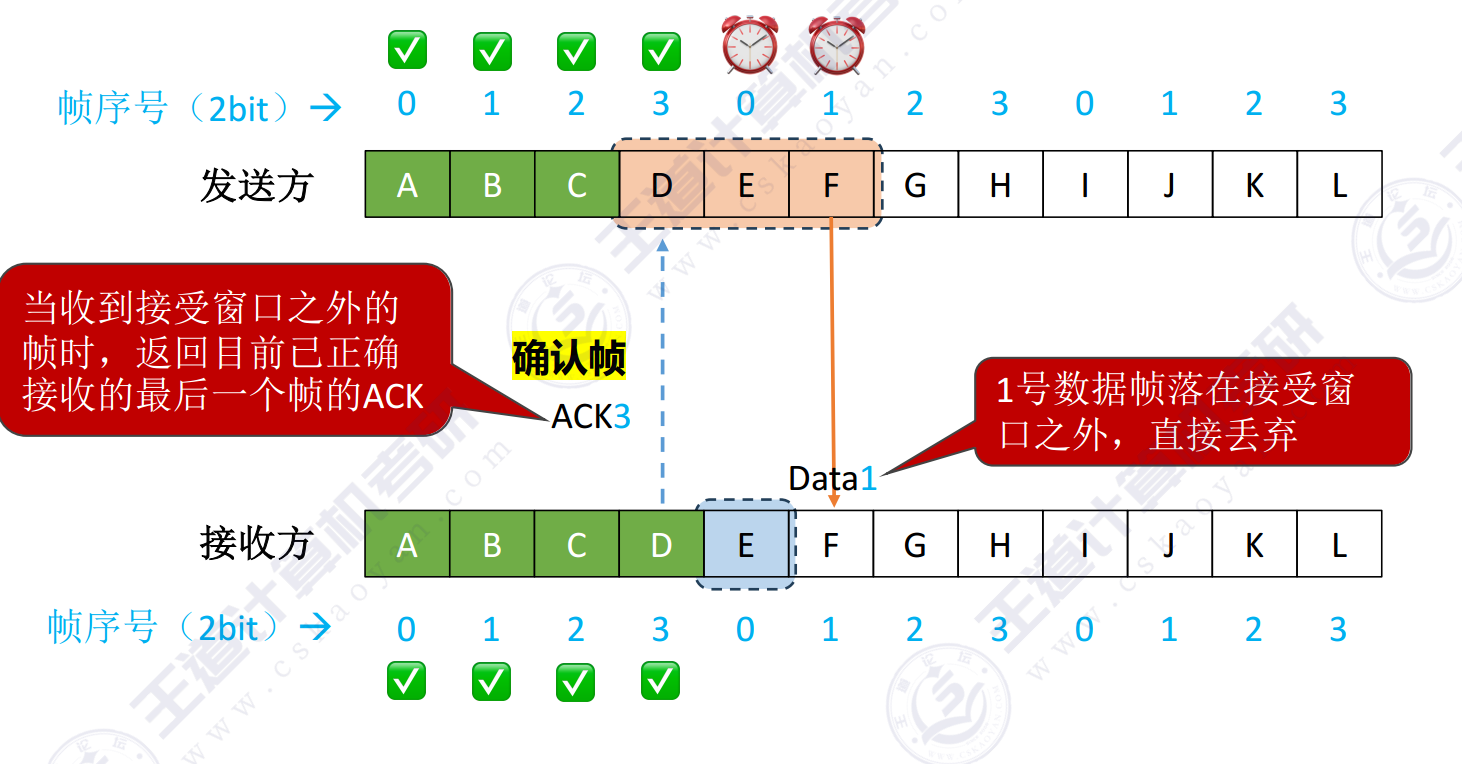 帧序号（2bit）→ 0 1 2 3 0 1 2 3 0 1 2 3
发送方 A B C D E F G H I J K L
当收到接受窗口之外的
帧时，返回目前已正确
接收的最后一个帧的ACK
确认帧
ACK3
1号数据帧落在接受窗
口之外，直接丢弃
Data1
接收方 A B C D E F G H I J K L
帧序号（2bit）→ 0 1 2 3 0 1 2 3 0 1 2 3
王道计算机考研
www.cskaoyan.com